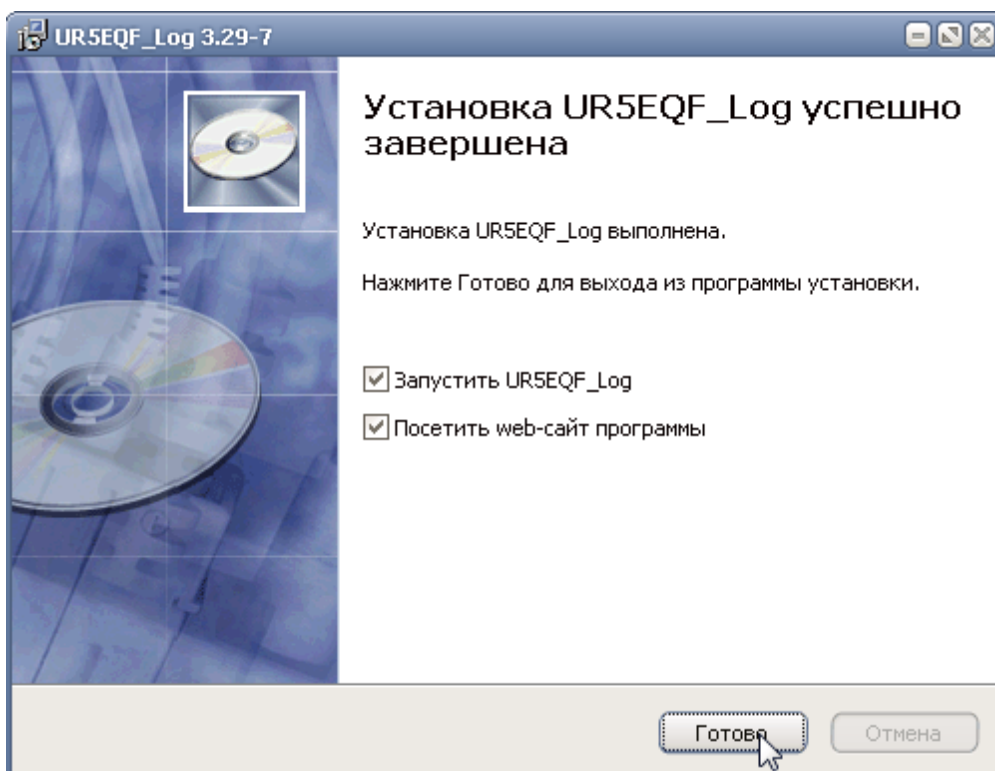 UR5EQF_Log 3.29-7
Установка UR5EQF_Log успешно
завершена
Установка UR5EQF_Log выполнена.
Нажмите Готово для выхода из программы установки.
Запустить UR5EQF_Log
Посетить web-сайт программы
Готово
Отмена